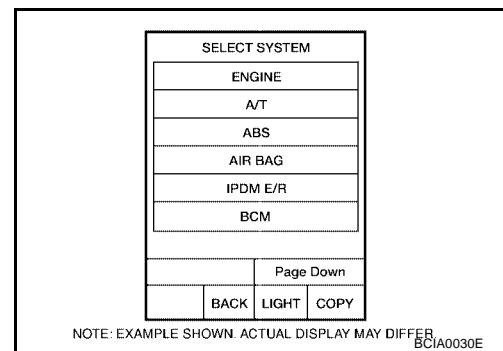 SELECT SYSTEM
ENGINE
A/T
ABS
AIR BAG
IPDM E/R
BCM
Page Down
BACK LIGHT COPY
NOTE: EXAMPLE SHOWN. ACTUAL DISPLAY MAY DIFFER
BCIA0030E